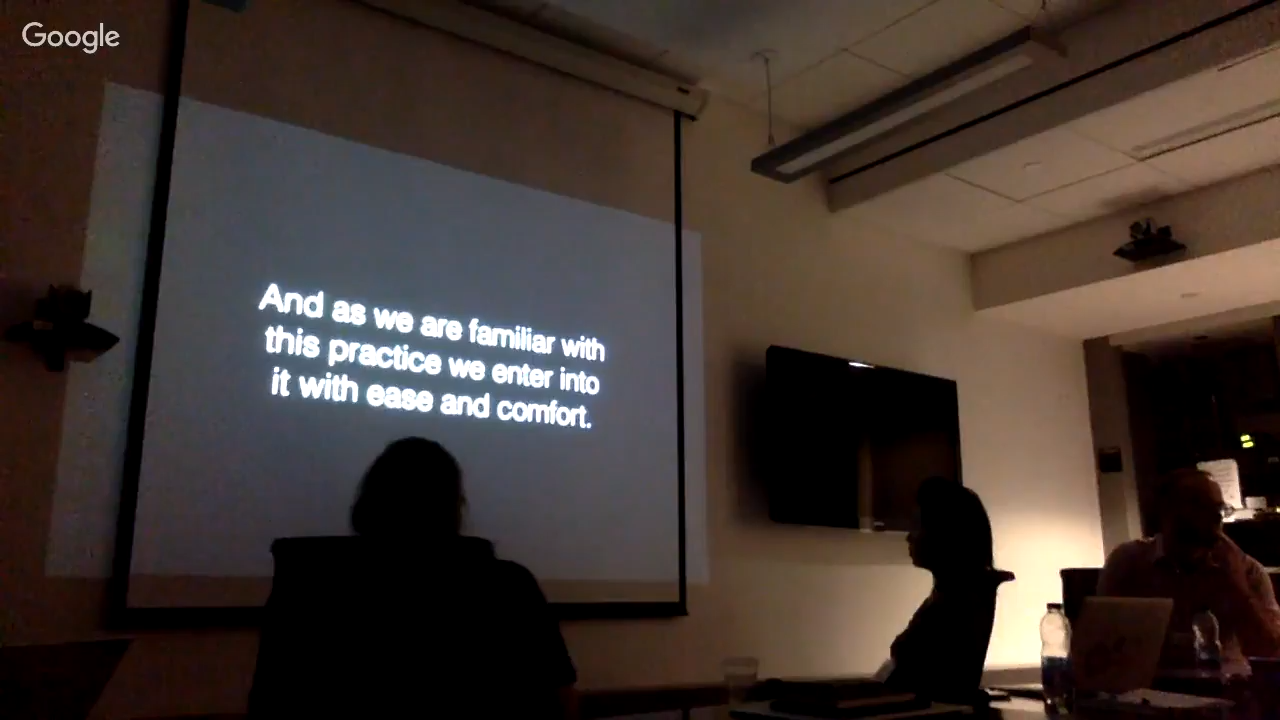 Google
And as we are familiar with
this practice we enter into
it with ease and comfort.